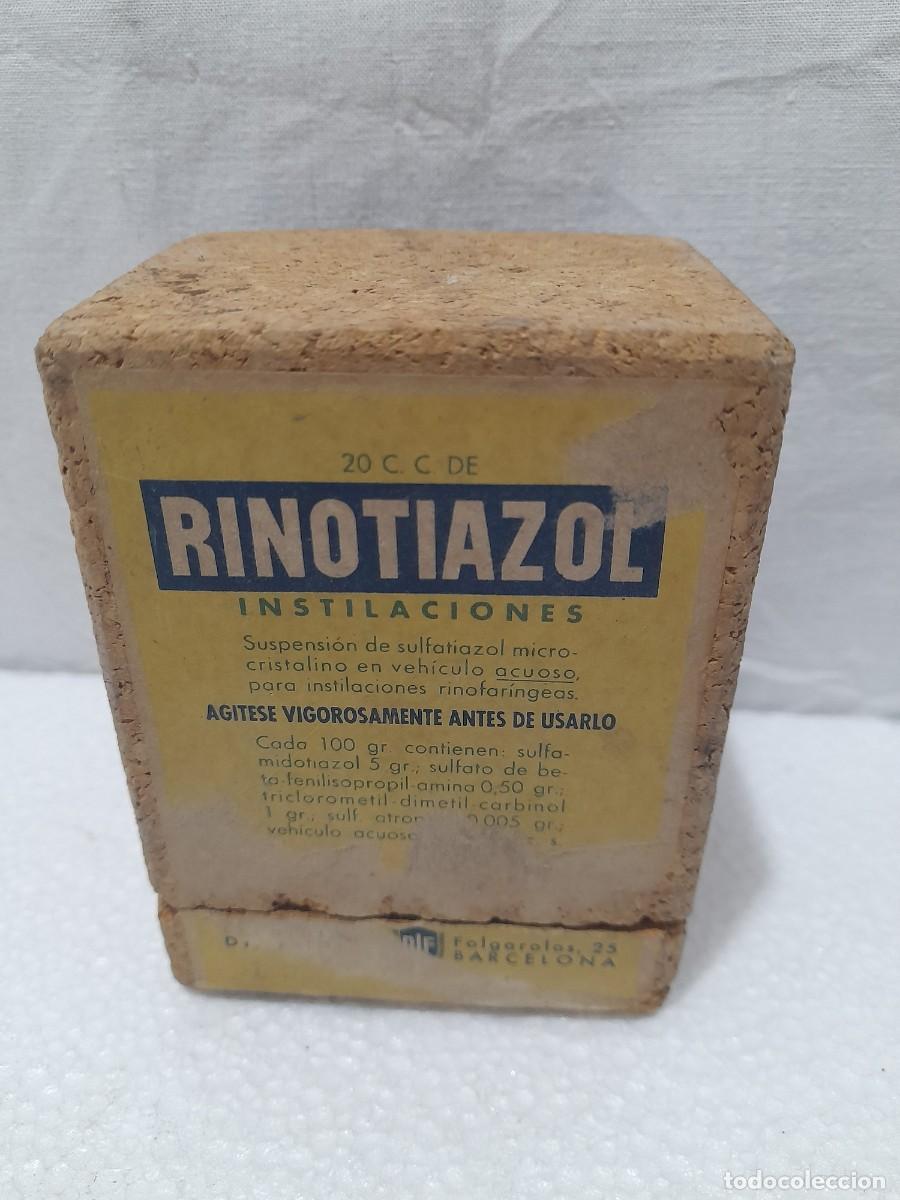 20 C. C. DE
RINOTIAZOL
INSTILACIONES
Suspensión de sulfatiazol micro-
cristalino en vehículo acuoso,
para instilaciones rinofaríngeas.
AGITESE VIGOROSAMENTE ANTES DE USARLO
Cada 100 gr. contienen: sulfa-
midotiazol 5 gr.; sulfato de be-
ta-fenilisopropil-amina 0,50 gr.;
triclorometil-dimetil-carbinol
1 gr.; sulf. 0.005 gr.;
vehículo s.
Folgarolas, 25
BARCELONA
todocoleccion